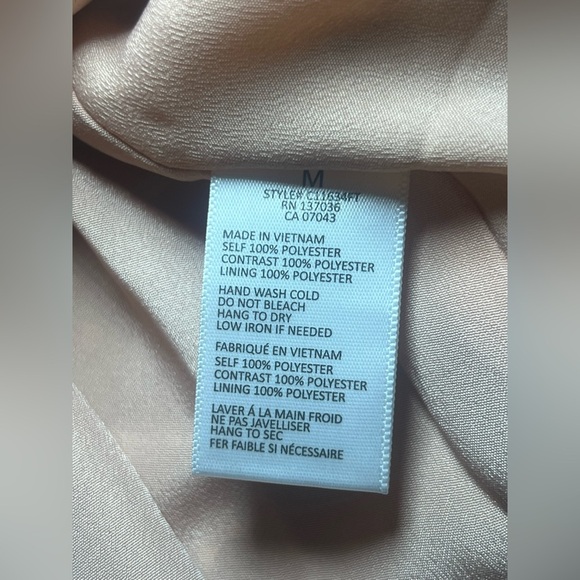 M
STYLE# C11634FT
RN 137036
CA 07043
MADE IN VIETNAM
SELF 100% POLYESTER
CONTRAST 100% POLYESTER
LINING 100% POLYESTER
HAND WASH COLD
DO NOT BLEACH
HANG TO DRY
LOW IRON IF NEEDED
FABRIQUÉ EN VIETNAM
SELF 100% POLYESTER
CONTRAST 100% POLYESTER
LINING 100% POLYESTER
LAVER Á LA MAIN FROID
NE PAS JAVELLISER
HANG TO SEC
FER FAIBLE SI NÉCESSAIRE